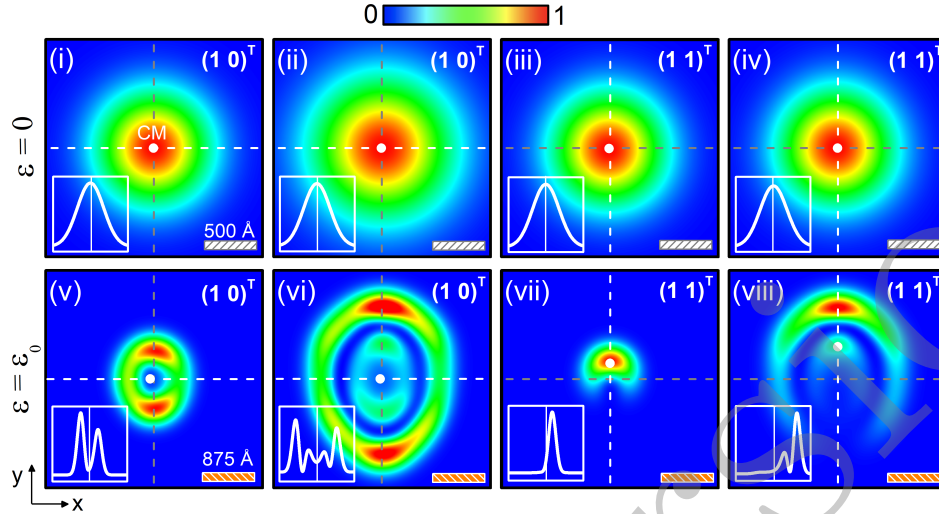 0 1
(i) (1 0)ᵀ (ii) (1 0)ᵀ (iii) (1 1)ᵀ (iv) (1 1)ᵀ
CM
ε = 0
500 Å
(v) (1 0)ᵀ (vi) (1 0)ᵀ (vii) (1 1)ᵀ (viii) (1 1)ᵀ
ε = ε₀
875 Å
y
x